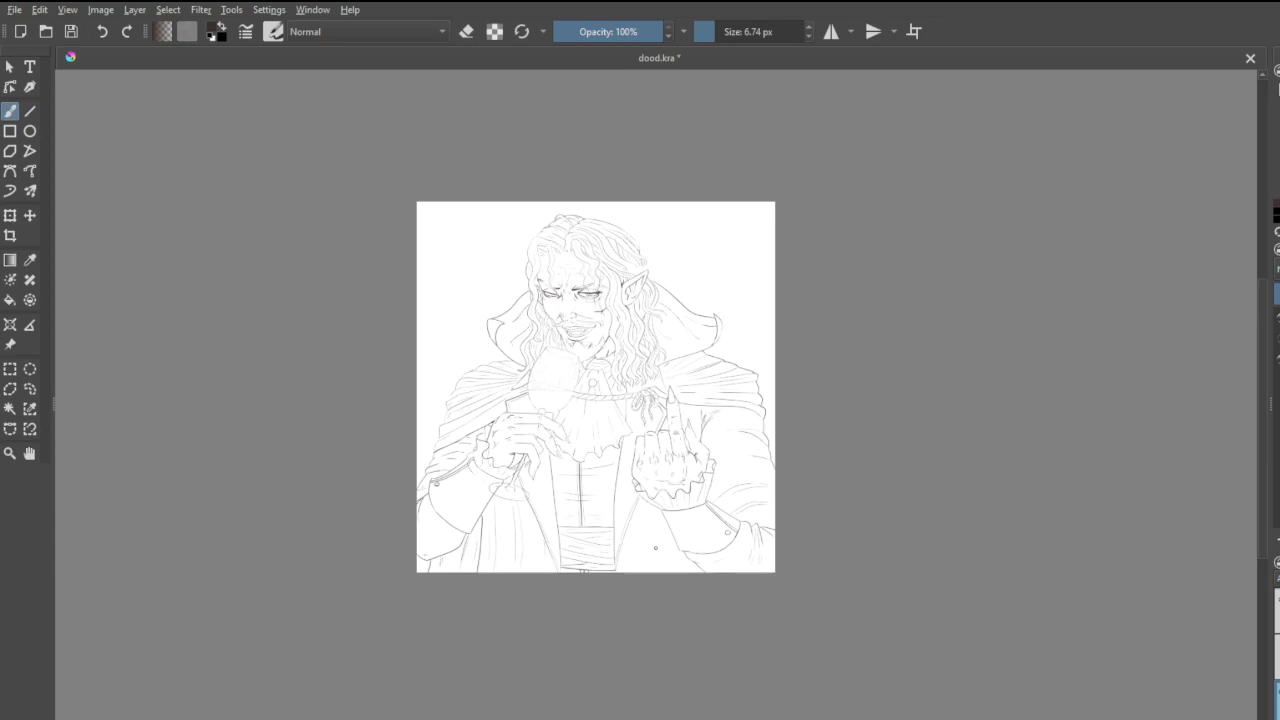 File Edit View Image Layer Select Filter Tools Settings Window Help
Normal Opacity: 100% Size: 6.74 px
dood.kra *